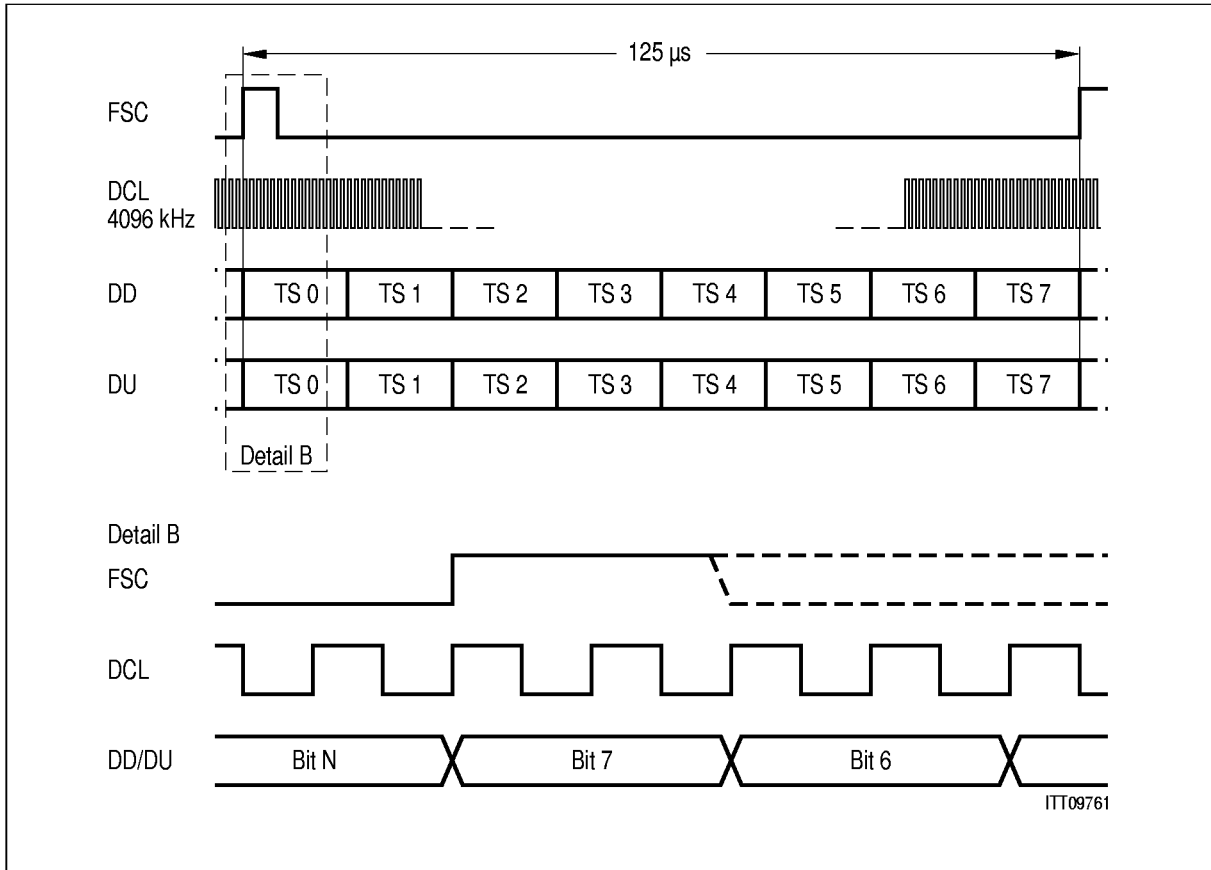 125 µs
FSC
DCL
4096 kHz
DD TS 0 TS 1 TS 2 TS 3 TS 4 TS 5 TS 6 TS 7
DU TS 0 TS 1 TS 2 TS 3 TS 4 TS 5 TS 6 TS 7
Detail B
Detail B
FSC
DCL
DD/DU Bit N Bit 7 Bit 6
ITT09761